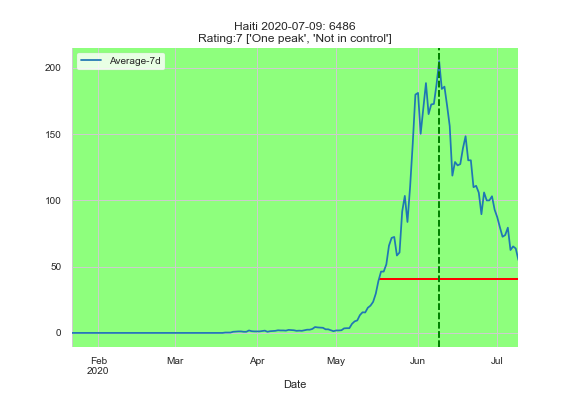 Haiti 2020-07-09: 6486
Rating:7 ['One peak', 'Not in control']
Average-7d
200
150
100
50
0
Feb
2020
Mar
Apr
May
Jun
Jul
Date